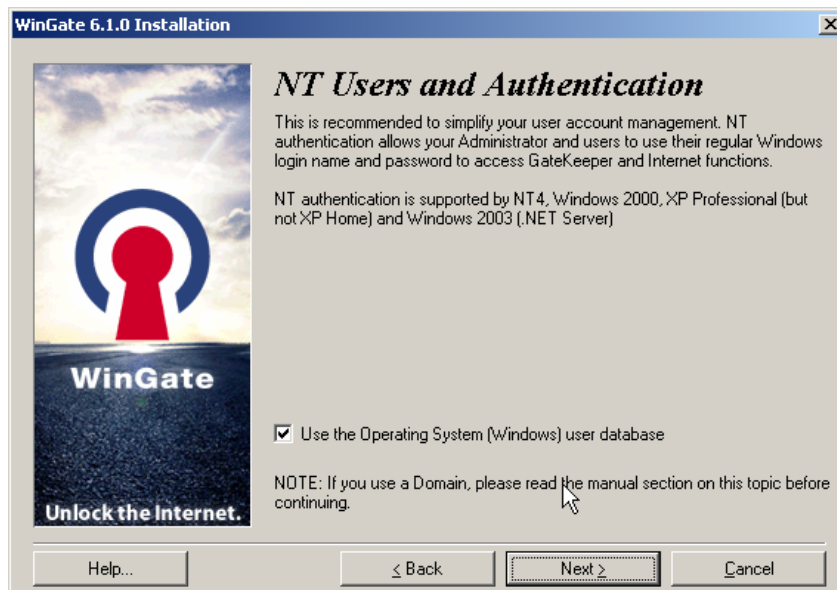 WinGate 6.1.0 Installation
NT Users and Authentication
This is recommended to simplify your user account management. NT
authentication allows your Administrator and users to use their regular Windows
login name and password to access GateKeeper and Internet functions.
NT authentication is supported by NT4, Windows 2000, XP Professional (but
not XP Home) and Windows 2003 (.NET Server)
WinGate
Unlock the Internet.
Use the Operating System (Windows) user database
NOTE: If you use a Domain, please read the manual section on this topic before
continuing.
Help...
< Back
Next >
Cancel